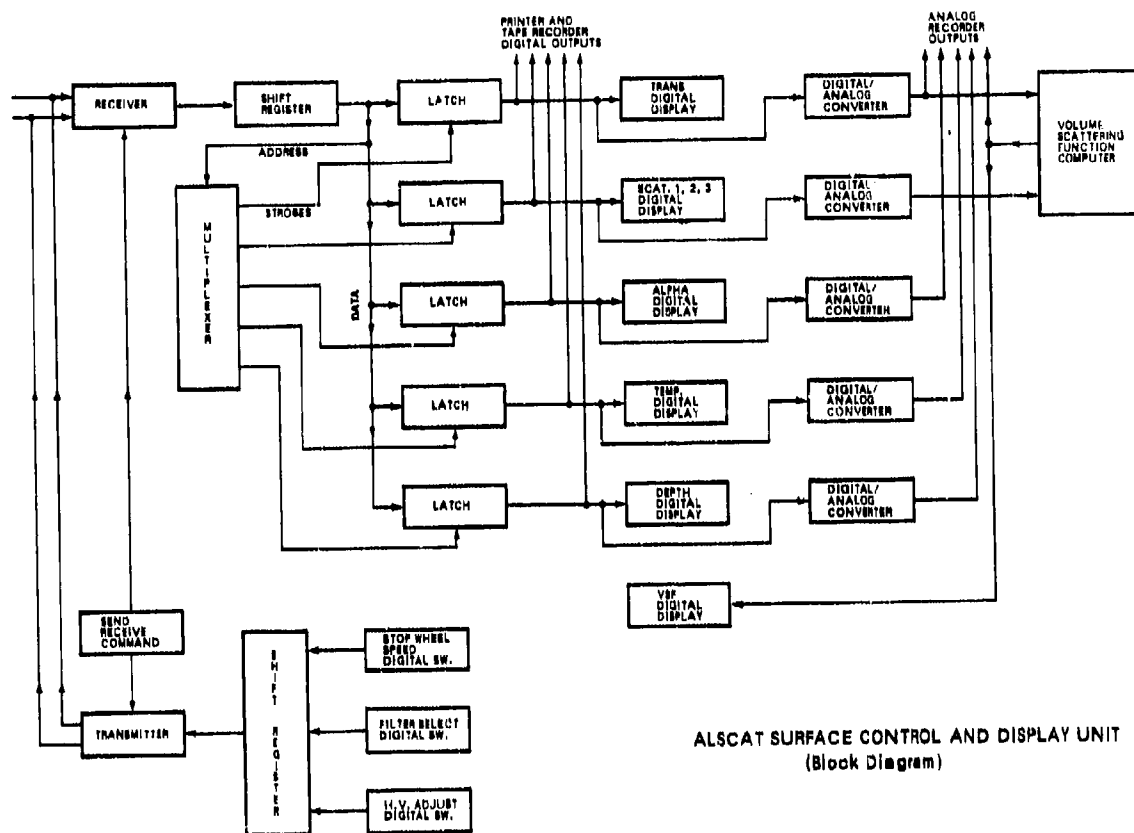 PRINTER AND
TAPE RECORDER
DIGITAL OUTPUTS
ANALOG
RECORDER
OUTPUTS
RECEIVER
SHIFT
REGISTER
LATCH
TRANS
DIGITAL
DISPLAY
DIGITAL/
ANALOG
CONVERTER
VOLUME
SCATTERING
FUNCTION
COMPUTER
ADDRESS
STROBES
MULTIPLEXER
DATA
LATCH
SCAT. 1, 2, 3
DIGITAL
DISPLAY
DIGITAL/
ANALOG
CONVERTER
LATCH
ALPHA
DIGITAL
DISPLAY
DIGITAL/
ANALOG
CONVERTER
LATCH
TEMP.
DIGITAL
DISPLAY
DIGITAL/
ANALOG
CONVERTER
LATCH
DEPTH
DIGITAL
DISPLAY
DIGITAL/
ANALOG
CONVERTER
VSF
DIGITAL
DISPLAY
SEND
RECEIVE
COMMAND
TRANSMITTER
SHIFT REGISTER
STOP WHEEL
SPEED
DIGITAL SW.
FILTER SELECT
DIGITAL SW.
H.V. ADJUST
DIGITAL SW.
ALSCAT SURFACE CONTROL AND DISPLAY UNIT
(Block Diagram)